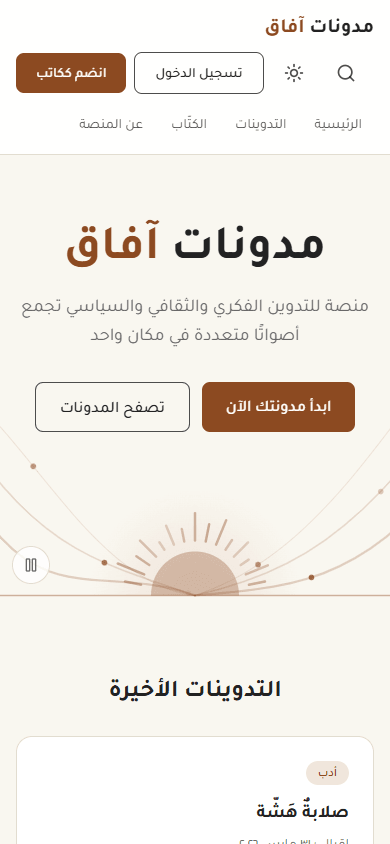 مدونات آفاق
تسجيل الدخول
انضم ككاتب
الرئيسية
التدوينات
الكتّاب
عن المنصة
مدونات آفاق
منصة للتدوين الفكري والثقافي والسياسي تجمع
أصواتًا متعددة في مكان واحد
ابدأ مدونتك الآن
تصفح المدونات
التدوينات الأخيرة
أدب
صلابةٌ هَشّة